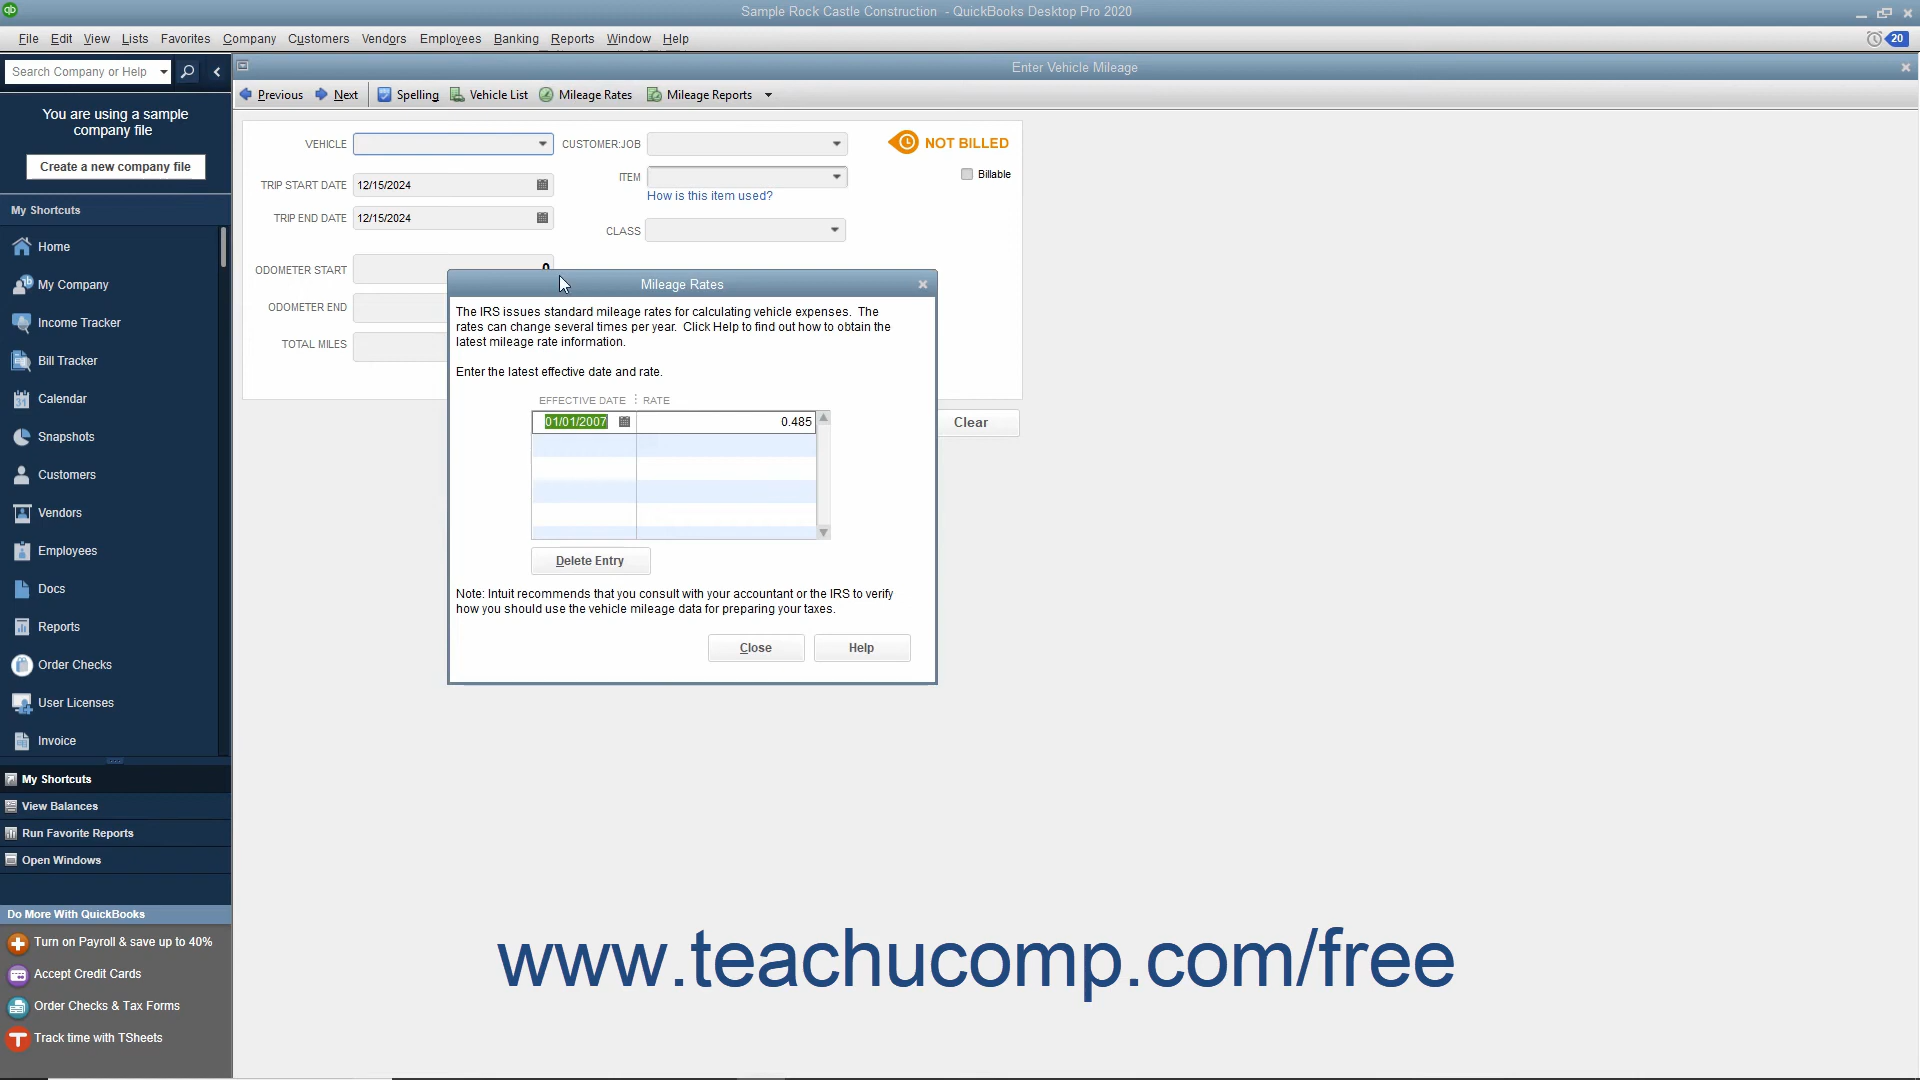 Sample Rock Castle Construction - QuickBooks Desktop Pro 2020
File Edit View Lists Favorites Company Customers Vendors Employees Banking Reports Window Help
20
Search Company or Help
Enter Vehicle Mileage
Previous Next Spelling Vehicle List Mileage Rates Mileage Reports
You are using a sample
company file
Create a new company file
My Shortcuts
Home
My Company
Income Tracker
Bill Tracker
Calendar
Snapshots
Customers
Vendors
Employees
Docs
Reports
Order Checks
User Licenses
Invoice
My Shortcuts
View Balances
Run Favorite Reports
Open Windows
Do More With QuickBooks
Turn on Payroll & save up to 40%
Accept Credit Cards
Order Checks & Tax Forms
Track time with TSheets
VEHICLE
CUSTOMER:JOB
NOT BILLED
TRIP START DATE 12/15/2024
ITEM
Billable
How is this item used?
TRIP END DATE 12/15/2024
CLASS
ODOMETER START 0
ODOMETER END
TOTAL MILES
Clear
Mileage Rates
The IRS issues standard mileage rates for calculating vehicle expenses. The
rates can change several times per year. Click Help to find out how to obtain the
latest mileage rate information.
Enter the latest effective date and rate.
EFFECTIVE DATE RATE
01/01/2007 0.485
Delete Entry
Note: Intuit recommends that you consult with your accountant or the IRS to verify
how you should use the vehicle mileage data for preparing your taxes.
Close Help
www.teachucomp.com/free